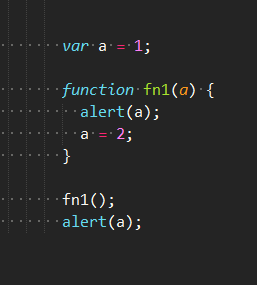 var a = 1;
function fn1(a) {
alert(a);
a = 2;
}
fn1();
alert(a);